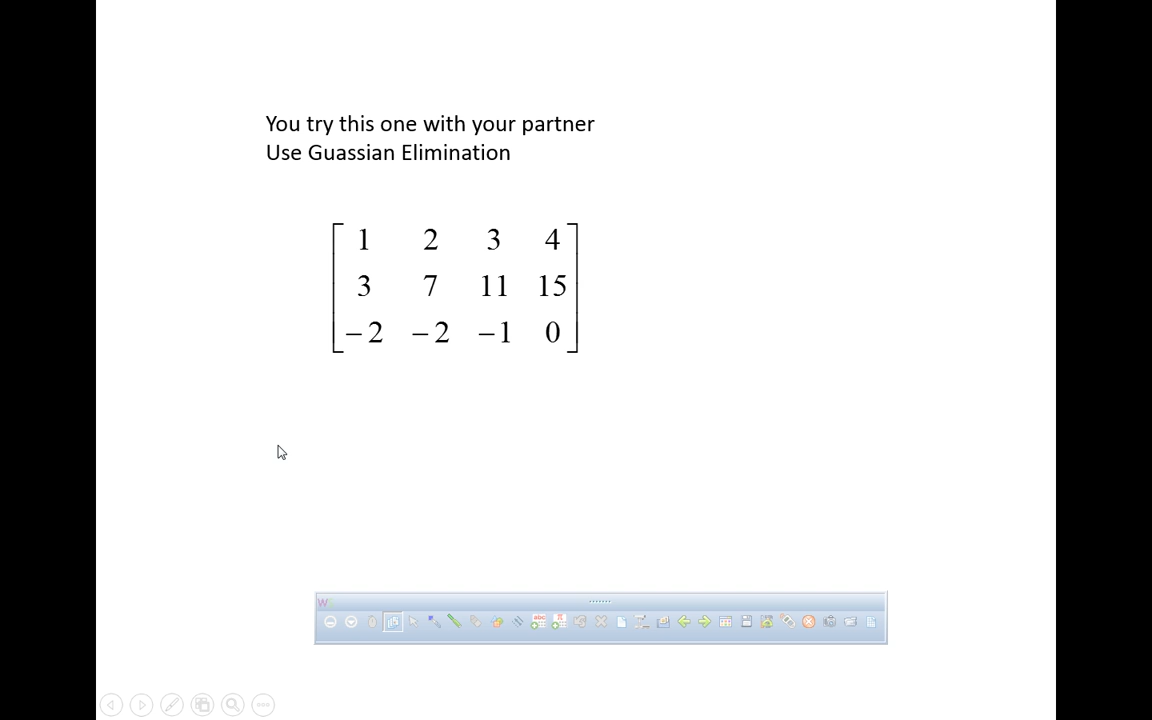 You try this one with your partner
Use Guassian Elimination
1 2 3 4
3 7 11 15
−2 −2 −1 0